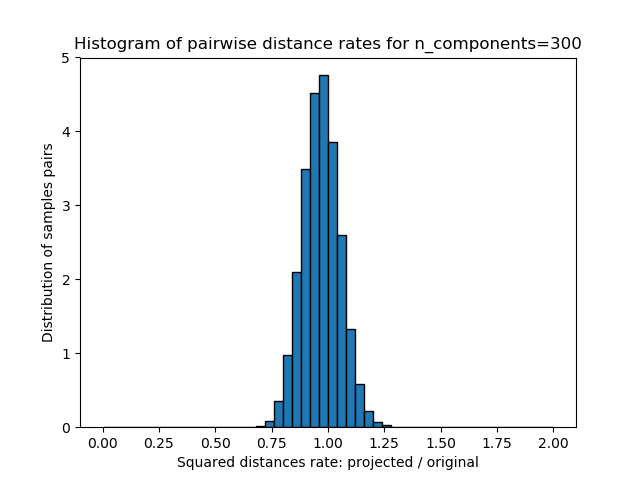 Histogram of pairwise distance rates for n_components=300
Distribution of samples pairs
5
4
3
2
1
0
0.00 0.25 0.50 0.75 1.00 1.25 1.50 1.75 2.00
Squared distances rate: projected / original